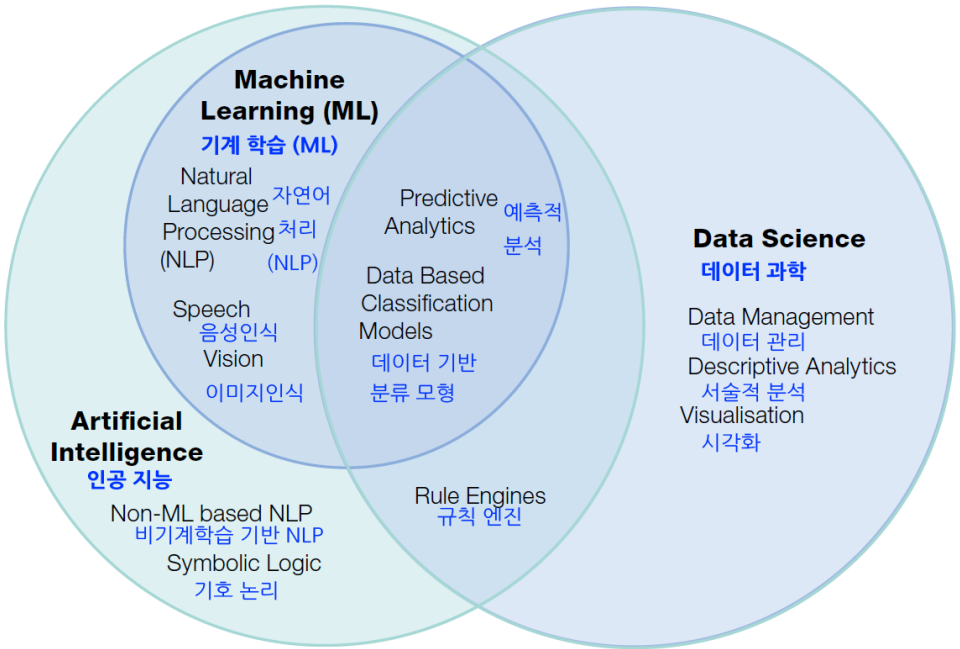 Machine
Learning (ML)
기계 학습 (ML)
Natural
Language 자연어
Processing 처리
(NLP) (NLP)
Speech
음성인식
Vision
이미지인식
Predictive
Analytics 예측적
분석
Data Based
Classification
Models
데이터 기반
분류 모형
Data Science
데이터 과학
Data Management
데이터 관리
Descriptive Analytics
서술적 분석
Visualisation
시각화
Artificial
Intelligence
인공 지능
Non-ML based NLP
비기계학습 기반 NLP
Symbolic Logic
기호 논리
Rule Engines
규칙 엔진